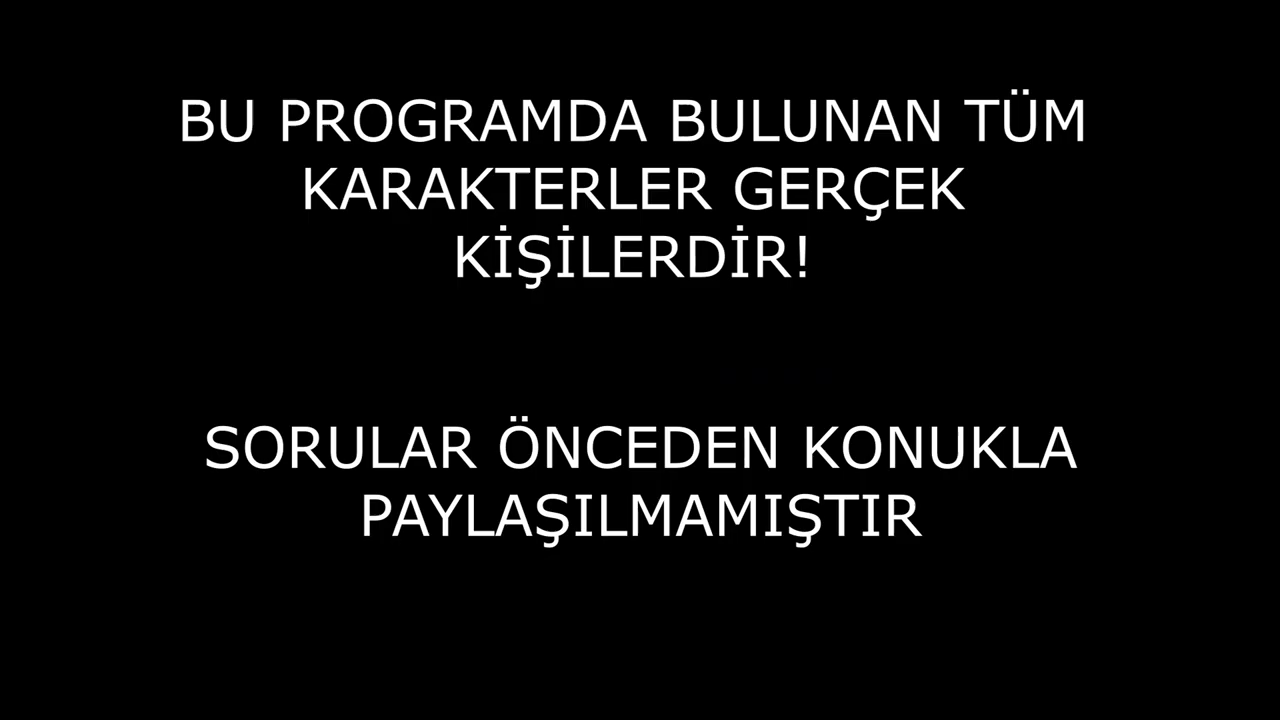 BU PROGRAMDA BULUNAN TÜM
KARAKTERLER GERÇEK
KİŞİLERDİR!
SORULAR ÖNCEDEN KONUKLA
PAYLAŞILMAMIŞTIR